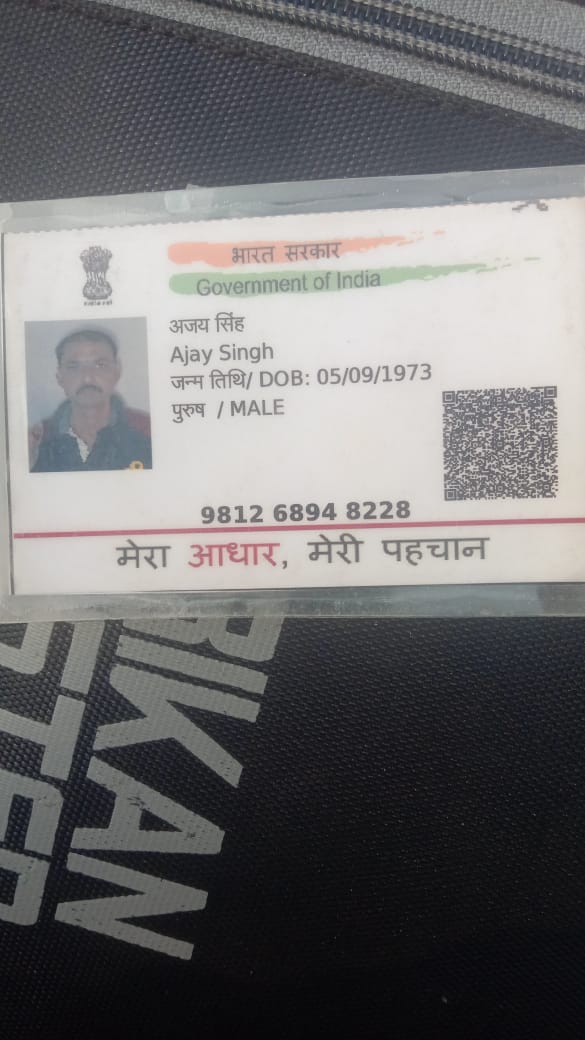 भारत सरकार
Government of India
अजय सिंह
Ajay Singh
जन्म तिथि/ DOB: 05/09/1973
पुरुष / MALE
9812 6894 8228
मेरा आधार, मेरी पहचान